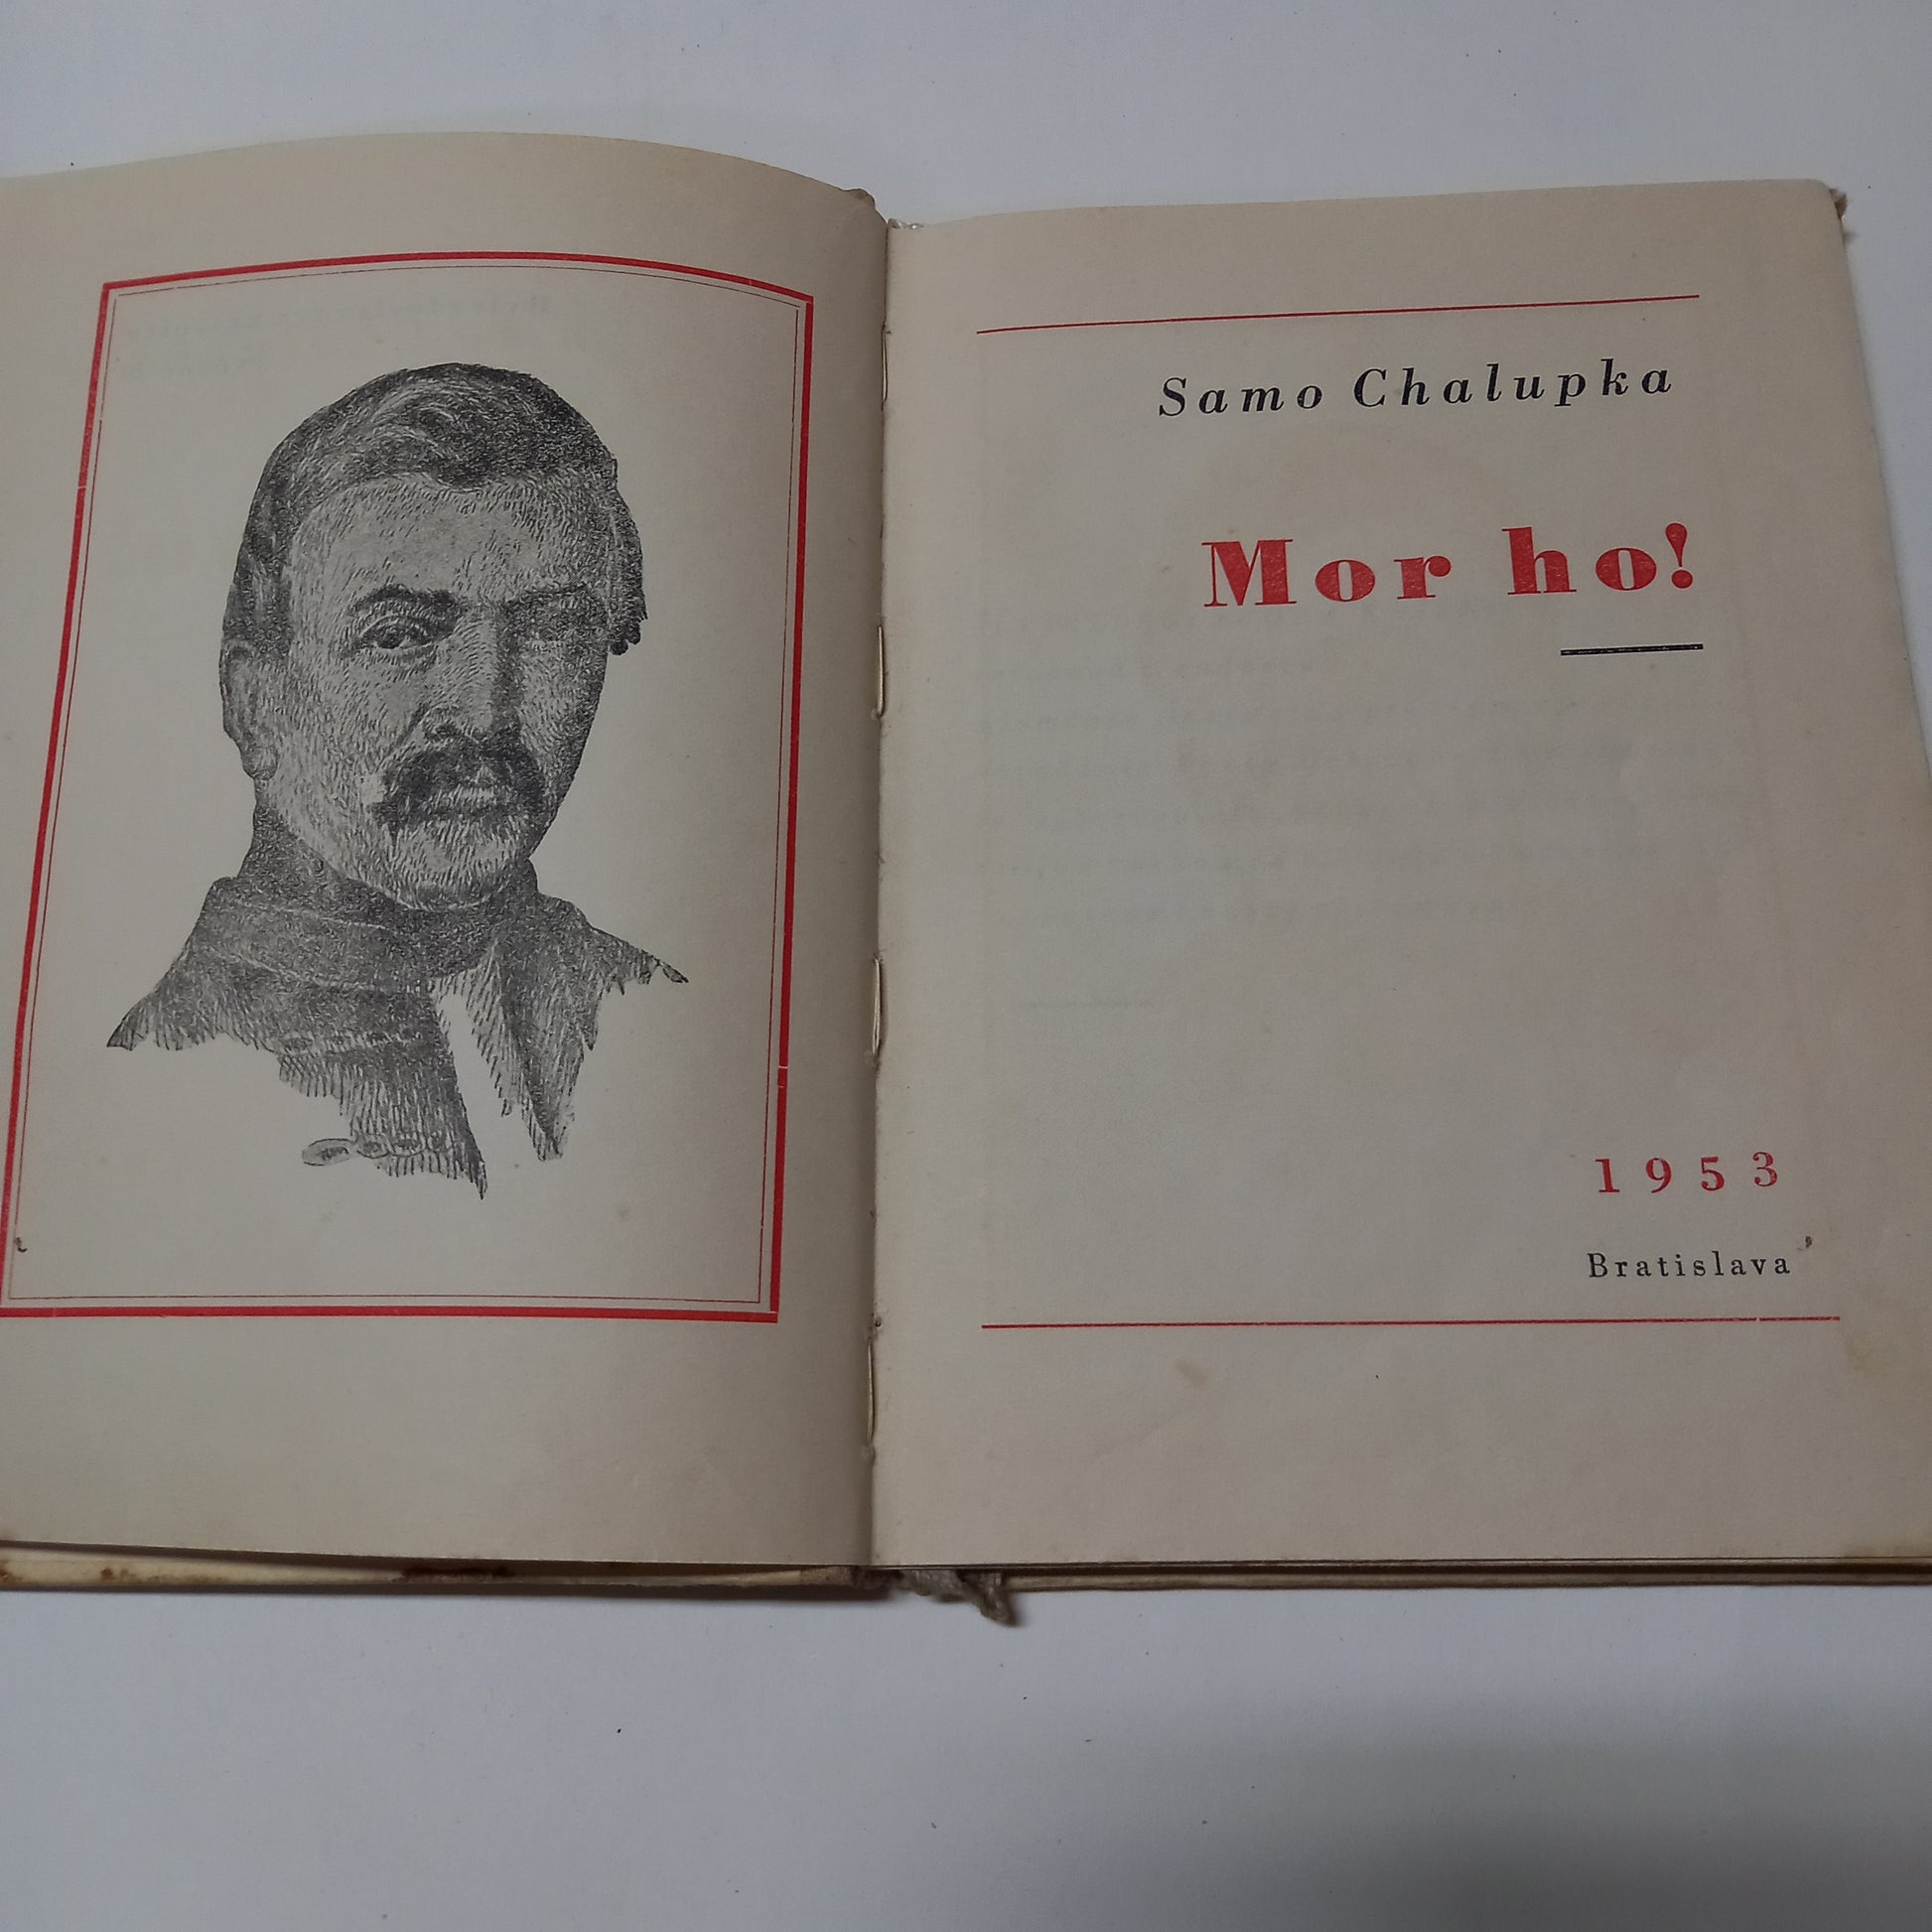 Samo Chalupka
Mor ho!
1953
Bratislava